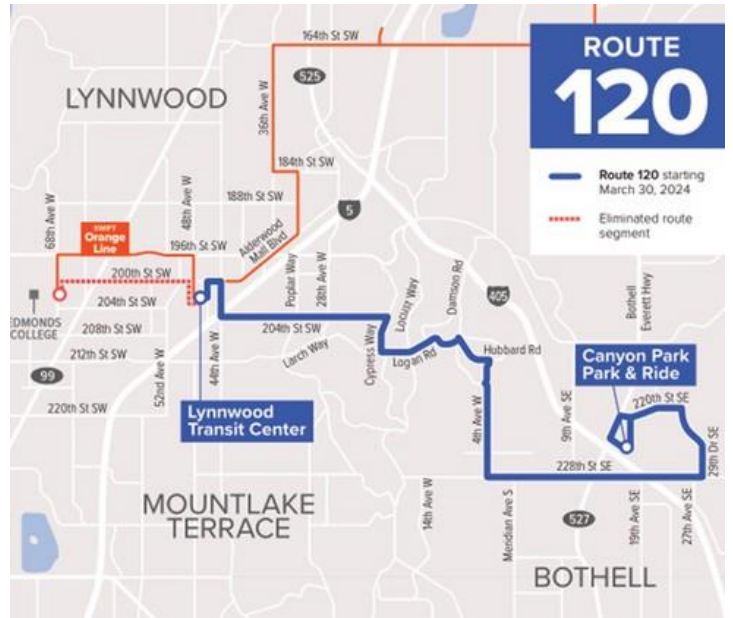 ROUTE
120
Route 120 starting
March 30, 2024
Eliminated route
segment
164th St SW
525
LYNNWOOD
36th Ave W
184th St SW
188th St SW
5
48th Ave W
68th Ave W
SWIFT
Orange
Line
196th St SW
Alderwood
Mall Blvd
200th St SW
Poplar Way
28th Ave W
Locust Way
Damson Rd
405
Bothell
Everett Hwy
204th St SW
EDMONDS
COLLEGE
208th St SW
204th St SW
212th St SW
44th Ave W
Larch Way
Cypress Way
Logan Rd
Hubbard Rd
Canyon Park
Park & Ride
99
52nd Ave W
220th St SW
Lynnwood
Transit Center
4th Ave W
9th Ave SE
220th St SE
29th Dr SE
228th St SE
MOUNTLAKE
TERRACE
14th Ave W
Meridian Ave S
527
19th Ave SE
27th Ave SE
BOTHELL